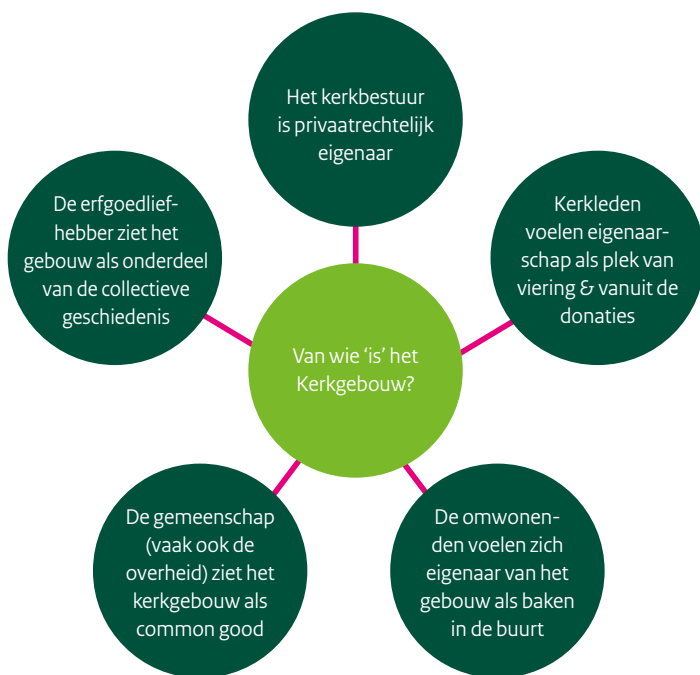 Het kerkbestuur
is privaatrechtelijk
eigenaar
De erfgoedlief-
hebber ziet het
gebouw als onderdeel
van de collectieve
geschiedenis
Kerkleden
voelen eigenaar-
schap als plek van
viering & vanuit de
donaties
Van wie ‘is’ het
Kerkgebouw?
De gemeenschap
(vaak ook de
overheid) ziet het
kerkgebouw als
common good
De omwonen-
den voelen zich
eigenaar van het
gebouw als baken
in de buurt